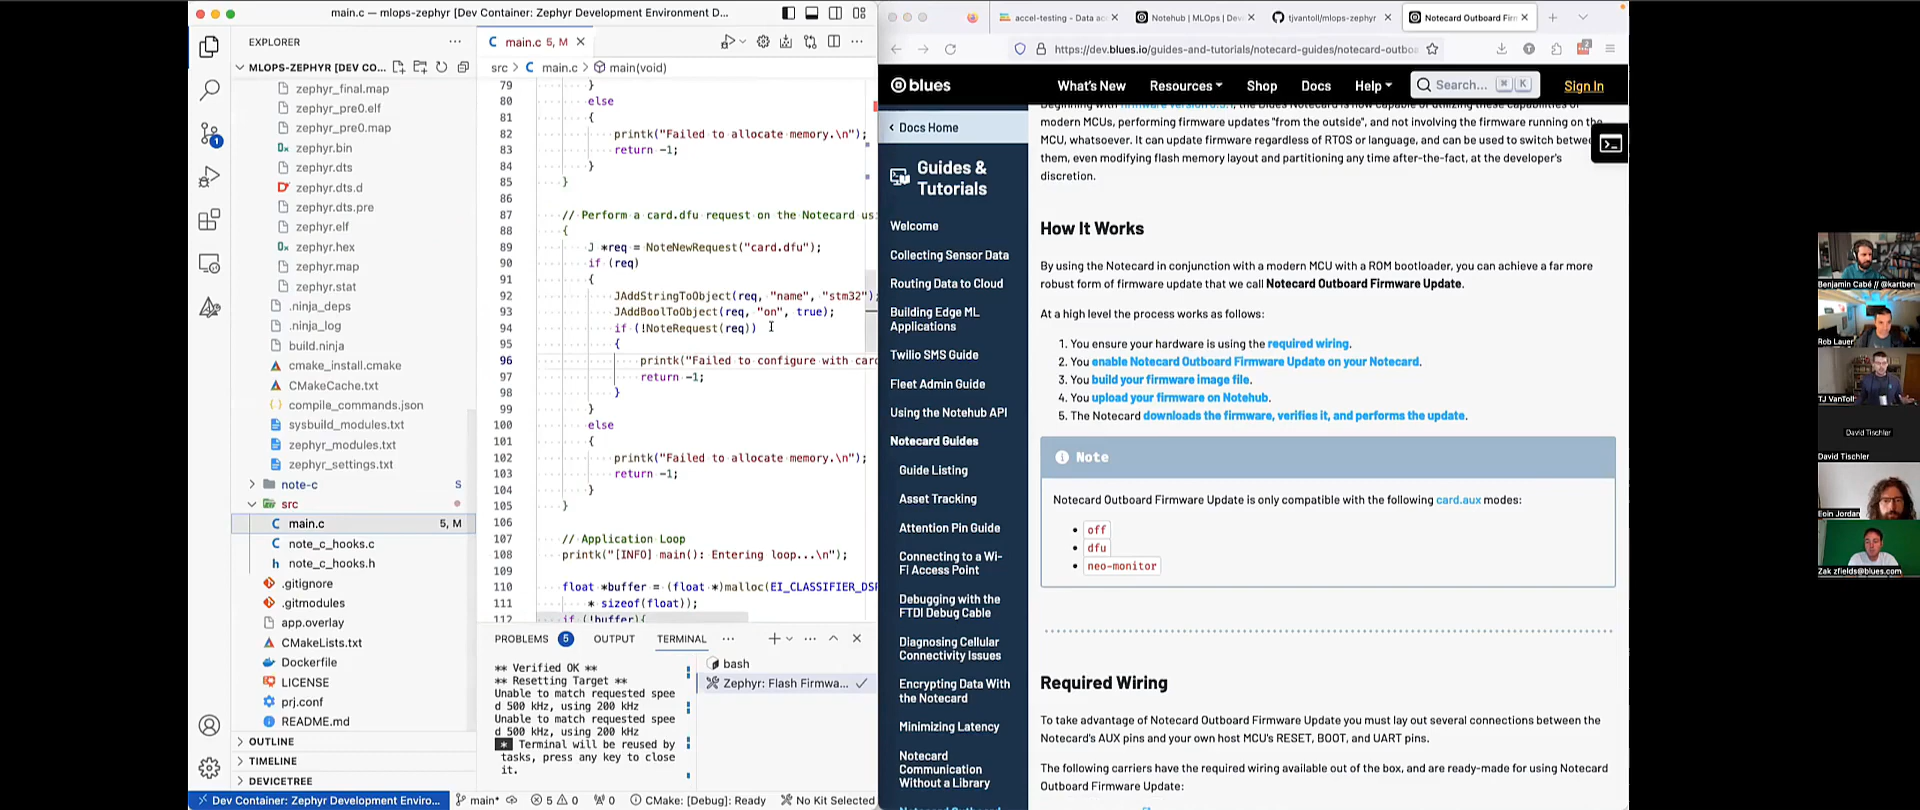 main.c — mlops-zephyr [Dev Container: Zephyr Development Environment D...
EXPLORER
MLOPS-ZEPHYR [DEV CO...
zephyr_final.map
zephyr_pre0.elf
zephyr_pre0.map
zephyr.bin
zephyr.dts
zephyr.dts.d
zephyr.dts.pre
zephyr.elf
zephyr.hex
zephyr.map
zephyr.stat
.ninja_deps
.ninja_log
build.ninja
cmake_install.cmake
CMakeCache.txt
compile_commands.json
sysbuild_modules.txt
zephyr_modules.txt
zephyr_settings.txt
note-c S
src
main.c 5, M
note_c_hooks.c
note_c_hooks.h
.gitignore
.gitmodules
app.overlay
CMakeLists.txt
Dockerfile
LICENSE
prj.conf
README.md
OUTLINE
TIMELINE
DEVICETREE
main.c 5, M
src > C main.c > main(void)
79 }
80 else
81 {
82 printk("Failed to allocate memory.\n");
83 return -1;
84 }
85 }
86
87 // Perform a card.dfu request on the Notecard us
88 {
89 J *req = NoteNewRequest("card.dfu");
90 if (req)
91 {
92 JAddStringToObject(req, "name", "stm32");
93 JAddBoolToObject(req, "on", true);
94 if (!NoteRequest(req))
95 {
96 printk("Failed to configure with card
97 return -1;
98 }
99 }
100 else
101 {
102 printk("Failed to allocate memory.\n");
103 return -1;
104 }
105 }
106
107 // Application Loop
108 printk("[INFO] main(): Entering loop...\n");
109
110 float *buffer = (float *)malloc(EI_CLASSIFIER_DS
111 * sizeof(float));
112 if (!buffer){
PROBLEMS 5 OUTPUT TERMINAL
** Verified OK **
** Resetting Target **
Unable to match requested spee
d 500 kHz, using 200 kHz
Unable to match requested spee
d 500 kHz, using 200 kHz
* Terminal will be reused by
tasks, press any key to close
it.
bash
Zephyr: Flash Firmwa...
Dev Container: Zephyr Development Enviro... main* 5 0 0 CMake: [Debug]: Ready No Kit Selected
accel-testing - Data ac
Notehub | MLOps | Dev
tjvantoll/mlops-zephyr
Notecard Outboard Firm
https://dev.blues.io/guides-and-tutorials/notecard-guides/notecard-outbo
blues
What's New Resources Shop Docs Help Search... ⌘ K Sign In
Docs Home
Guides &
Tutorials
Welcome
Collecting Sensor Data
Routing Data to Cloud
Building Edge ML
Applications
Twilio SMS Guide
Fleet Admin Guide
Using the Notehub API
Notecard Guides
Guide Listing
Asset Tracking
Attention Pin Guide
Connecting to a Wi-
Fi Access Point
Debugging with the
FTDI Debug Cable
Diagnosing Cellular
Connectivity Issues
Encrypting Data With
the Notecard
Minimizing Latency
Notecard
Communication
Without a Library
modern MCUs, performing firmware updates "from the outside", and not involving the firmware running on the
MCU, whatsoever. It can update firmware regardless of RTOS or language, and can be used to switch between
them, even modifying flash memory layout and partitioning any time after-the-fact, at the developer's
discretion.
How It Works
By using the Notecard in conjunction with a modern MCU with a ROM bootloader, you can achieve a far more
robust form of firmware update that we call Notecard Outboard Firmware Update.
At a high level the process works as follows:
1. You ensure your hardware is using the required wiring.
2. You enable Notecard Outboard Firmware Update on your Notecard.
3. You build your firmware image file.
4. You upload your firmware on Notehub.
5. The Notecard downloads the firmware, verifies it, and performs the update.
Note
Notecard Outboard Firmware Update is only compatible with the following card.aux modes:
• off
• dfu
• neo-monitor
Required Wiring
To take advantage of Notecard Outboard Firmware Update you must lay out several connections between the
Notecard's AUX pins and your own host MCU's RESET, BOOT, and UART pins.
The following carriers have the required wiring available out of the box, and are ready-made for using Notecard
Outboard Firmware Update:
Benjamin Cabé // @kartben
Rob Lauer
TJ VanToll
David Tischler
David Tischler
Eoin Jordan
Zak zfields@blues.com